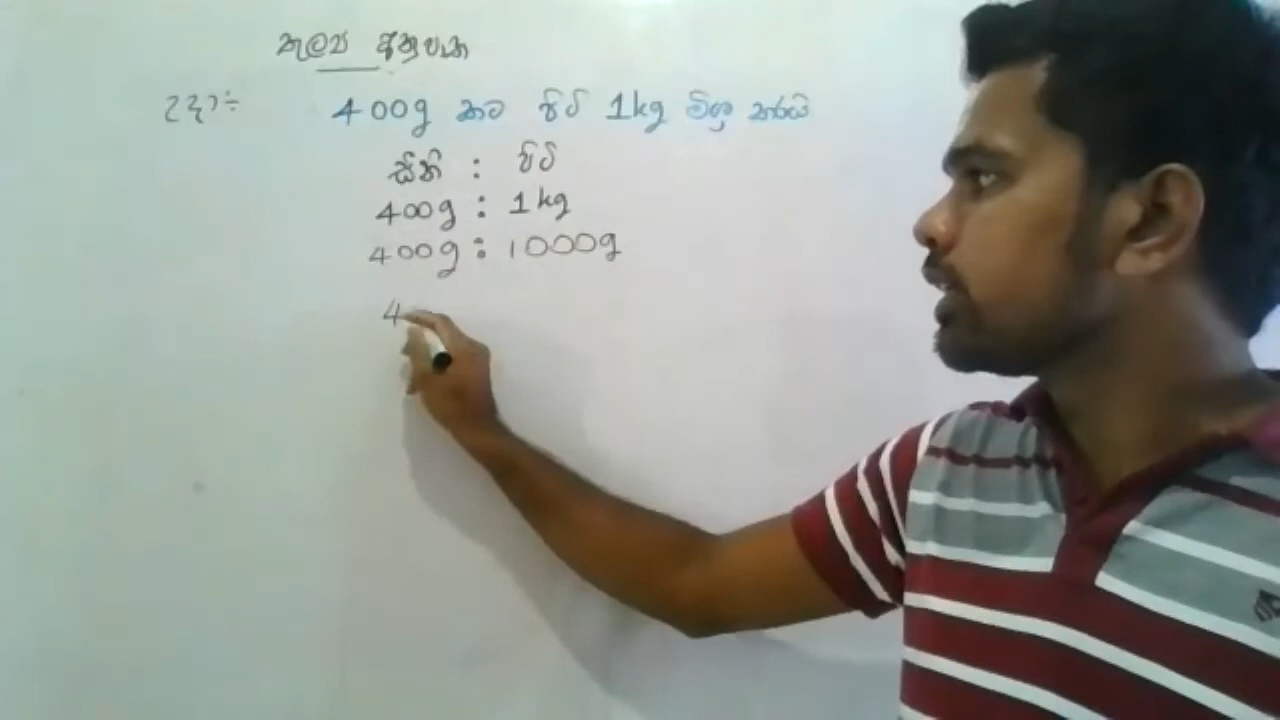 තුල්‍ය අනුපාත
උදා:-
400g කට පිටි 1kg මිශ්‍ර කරයි
සීනි : පිටි
400g : 1kg
400g : 1000g
4